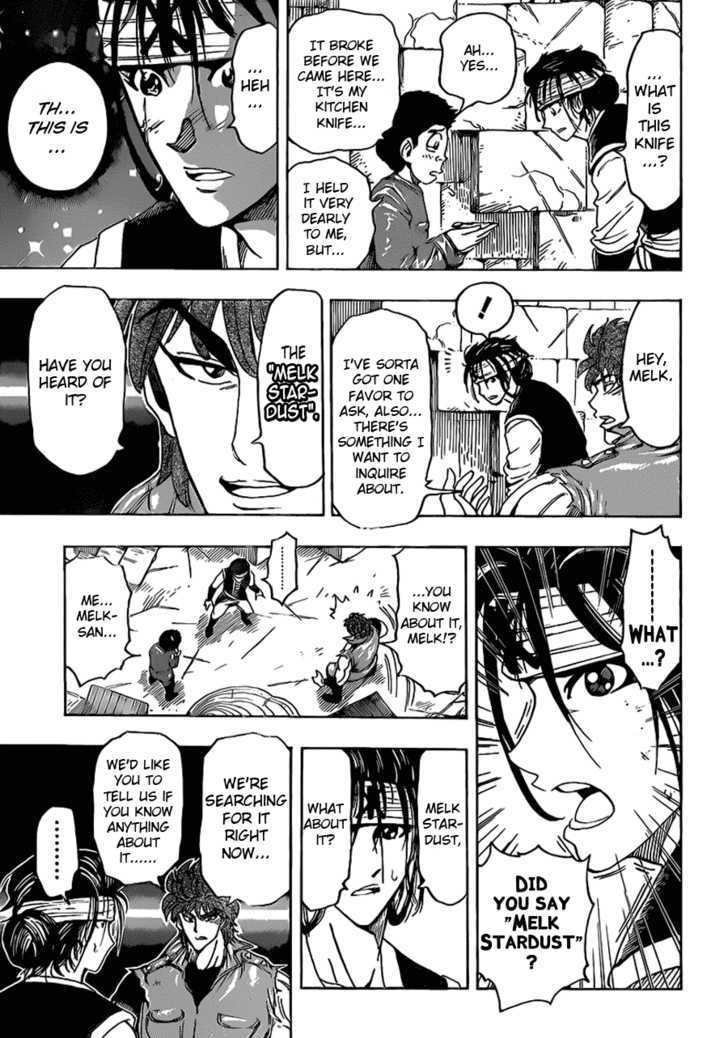 ...
WHAT
IS
THIS
KNIFE
...?
AH...
YES...
IT BROKE
BEFORE WE
CAME HERE...
IT'S MY
KITCHEN
KNIFE...
I HELD
IT VERY
DEARLY
TO ME,
BUT...
...
HEH
...
TH...
THIS IS
...
HEY,
MELK.
!
I'VE SORTA
GOT ONE
FAVOR TO
ASK, ALSO...
THERE'S
SOMETHING I
WANT TO
INQUIRE
ABOUT.
THE
"MELK
STAR-
DUST".
HAVE YOU
HEARD OF
IT?
........
WHAT
...?
DID
YOU SAY
"MELK
STARDUST"
?
...YOU
KNOW
ABOUT IT,
MELK!?
........
ME...
MELK-
SAN...
MELK
STAR-
DUST,
WHAT
ABOUT
IT?
WE'RE
SEARCHING
FOR IT
RIGHT
NOW...
WE'D LIKE
YOU TO
TELL US IF
YOU KNOW
ANYTHING
ABOUT
IT......
........